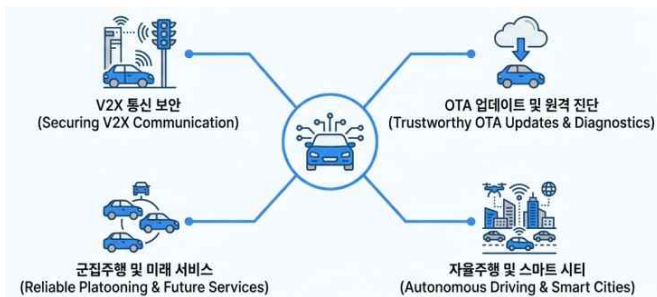 V2X 통신 보안
(Securing V2X Communication)
OTA 업데이트 및 원격 진단
(Trustworthy OTA Updates & Diagnostics)
군집주행 및 미래 서비스
(Reliable Platooning & Future Services)
자율주행 및 스마트 시티
(Autonomous Driving & Smart Cities)